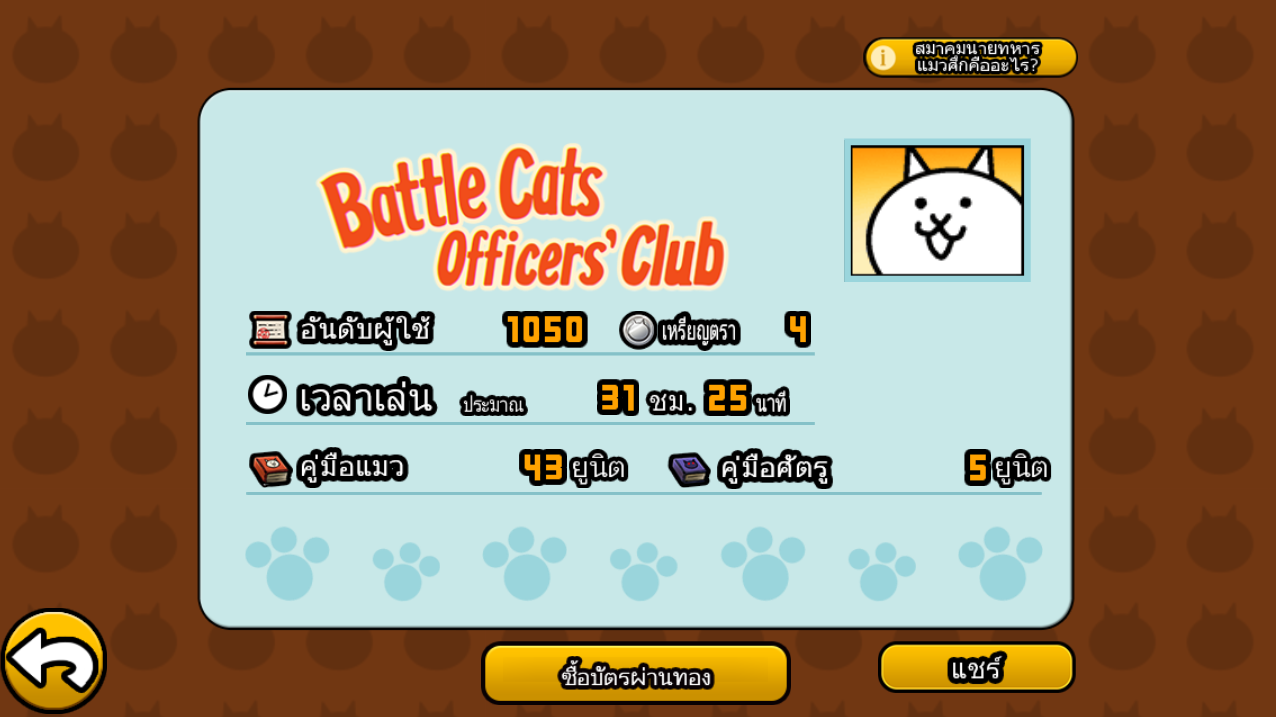 สมาคมนายทหาร
แมวศึกคืออะไร?
Battle Cats
Officers' Club
อันดับผู้ใช้ 1050 เหรียญตรา 4
เวลาเล่น ประมาณ 31 ชม. 25 นาที
คู่มือแมว 43 ยูนิต คู่มือศัตรู 5 ยูนิต
ซื้อบัตรผ่านทอง
แชร์